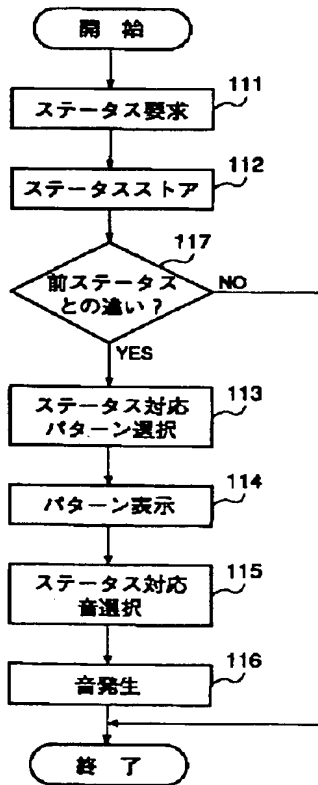 開 始
111
ステータス要求
112
ステータスストア
117
前ステータス
との違い?
NO
YES
113
ステータス対応
パターン選択
114
パターン表示
115
ステータス対応
音選択
116
音発生
終 了